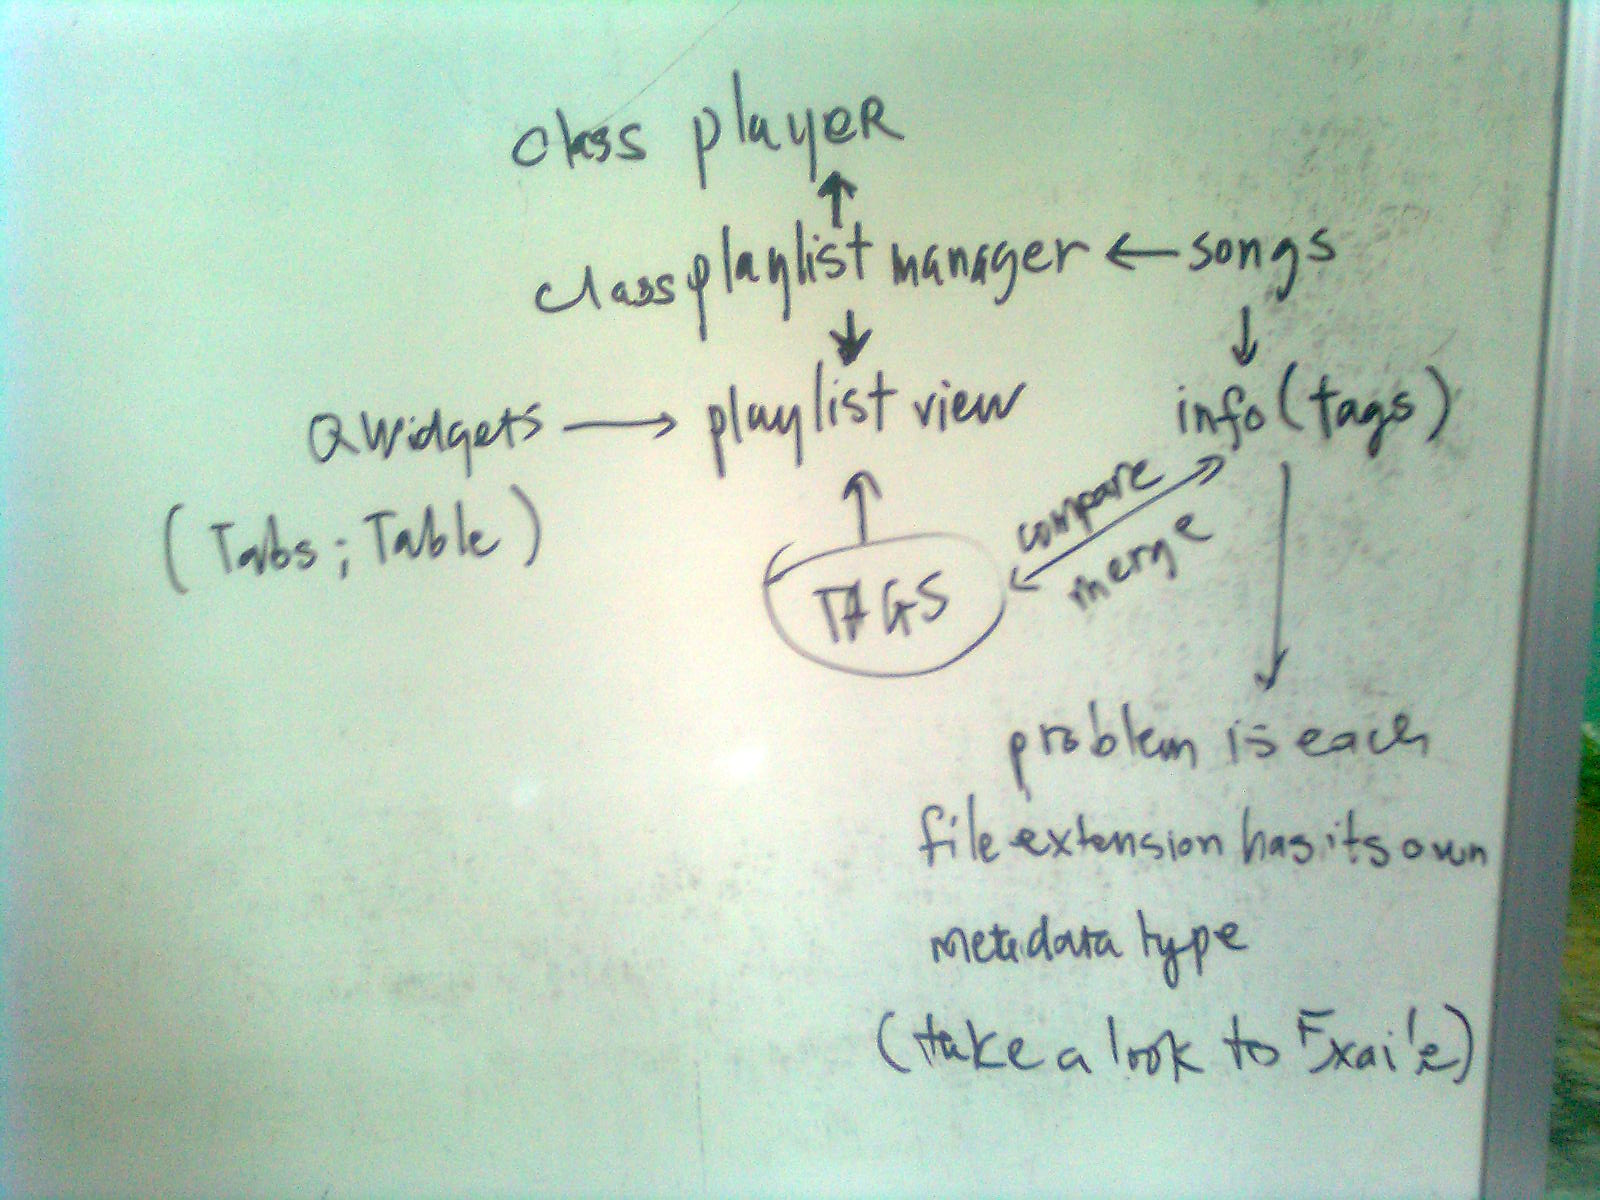 class player
class playlist manager ← songs
QWidgets → playlist view
info (tags)
(Tabs; Table)
compare
merge
TAGS
problem is each
file extension has its own
metadata type
(take a look to Exaile)